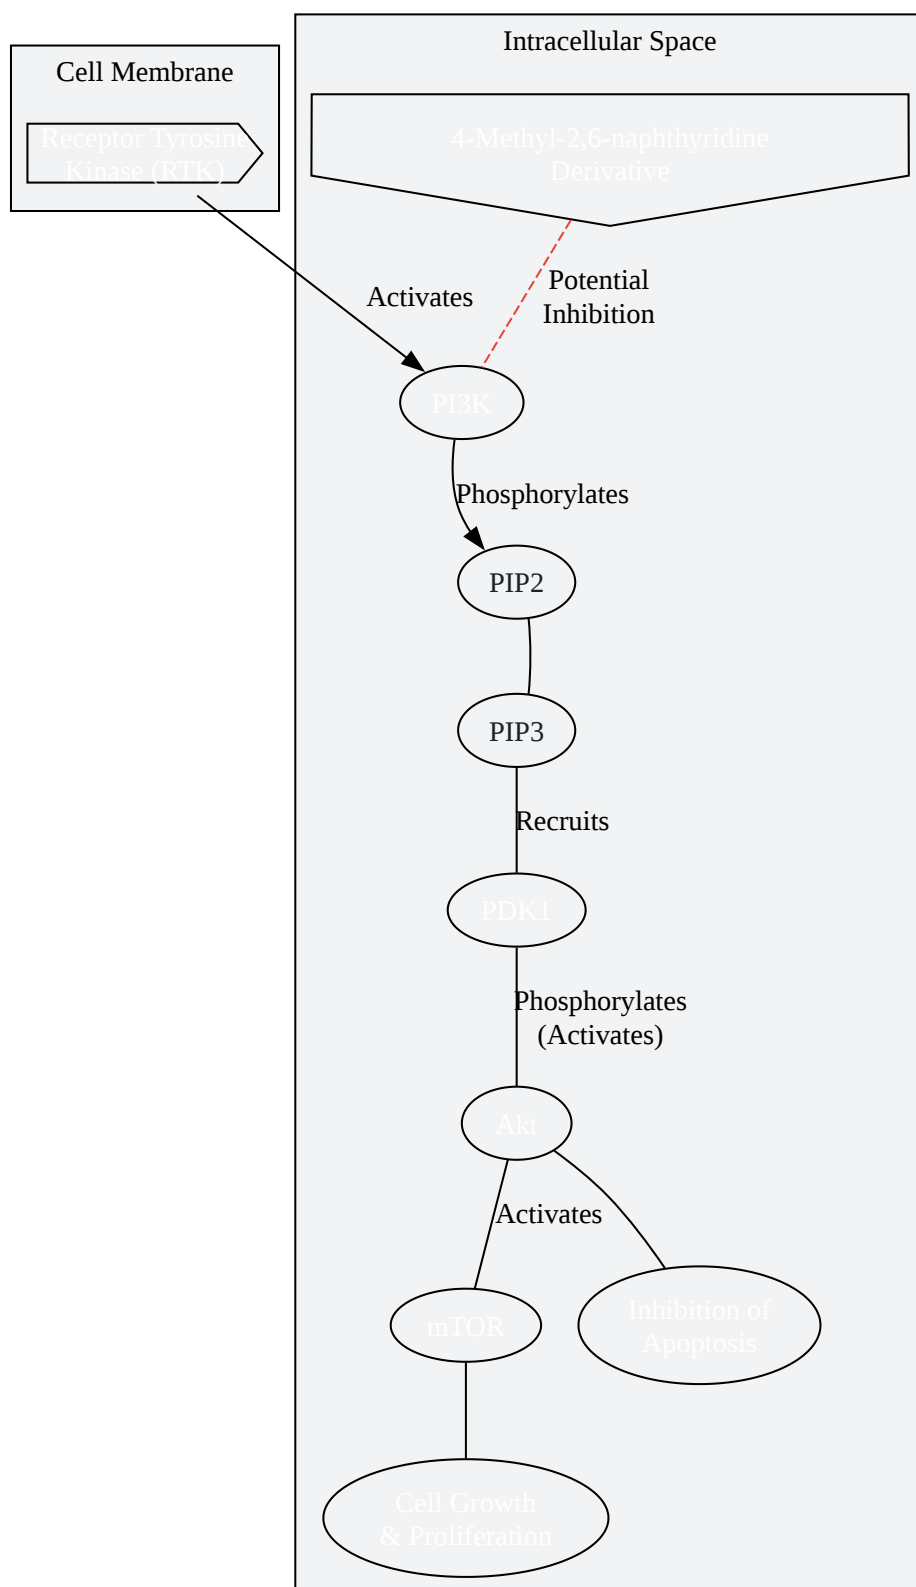 Intracellular Space
Cell Membrane
Receptor Tyrosine
Kinase (RTK)
4-Methyl-2,6-naphthyridine
Derivative
Potential
Inhibition
Activates
PI3K
Phosphorylates
PIP2
PIP3
Recruits
PDK1
Phosphorylates
(Activates)
Akt
Activates
mTOR
Inhibition of
Apoptosis
Cell Growth
& Proliferation